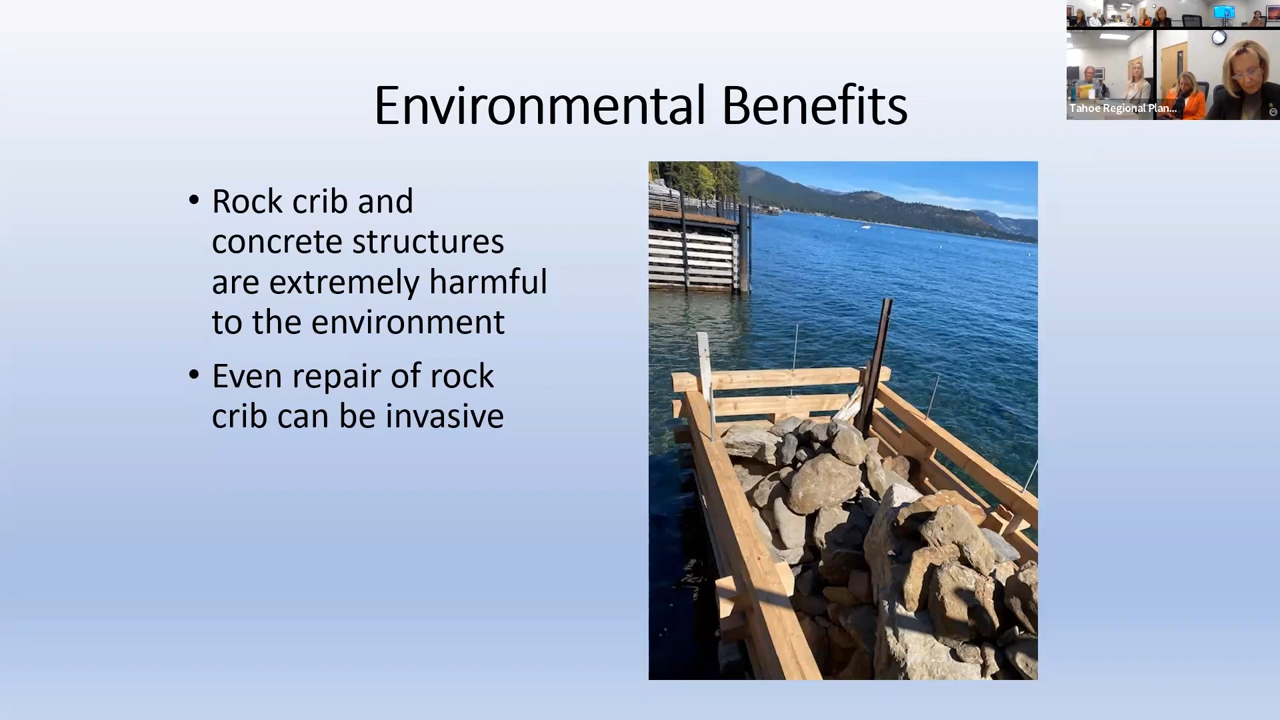 Environmental Benefits
• Rock crib and
concrete structures
are extremely harmful
to the environment
• Even repair of rock
crib can be invasive
Tahoe Regional Plan...